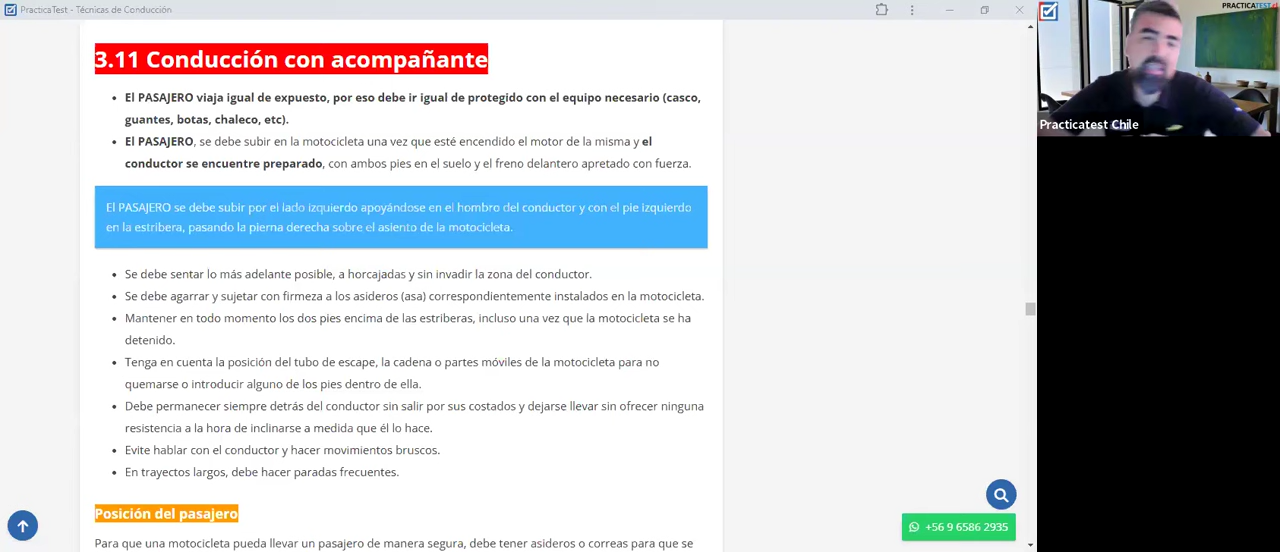 PracticaTest - Técnicas de Conducción
PRACTICATEST
3.11 Conducción con acompañante
El PASAJERO viaja igual de expuesto, por eso debe ir igual de protegido con el equipo necesario (casco,
guantes, botas, chaleco, etc).
El PASAJERO, se debe subir en la motocicleta una vez que esté encendido el motor de la misma y el
conductor se encuentre preparado, con ambos pies en el suelo y el freno delantero apretado con fuerza.
El PASAJERO se debe subir por el lado izquierdo apoyándose en el hombro del conductor y con el pie izquierdo
en la estribera, pasando la pierna derecha sobre el asiento de la motocicleta.
Se debe sentar lo más adelante posible, a horcajadas y sin invadir la zona del conductor.
Se debe agarrar y sujetar con firmeza a los asideros (asa) correspondientemente instalados en la motocicleta.
Mantener en todo momento los dos pies encima de las estriberas, incluso una vez que la motocicleta se ha
detenido.
Tenga en cuenta la posición del tubo de escape, la cadena o partes móviles de la motocicleta para no
quemarse o introducir alguno de los pies dentro de ella.
Debe permanecer siempre detrás del conductor sin salir por sus costados y dejarse llevar sin ofrecer ninguna
resistencia a la hora de inclinarse a medida que él lo hace.
Evite hablar con el conductor y hacer movimientos bruscos.
En trayectos largos, debe hacer paradas frecuentes.
Posición del pasajero
Para que una motocicleta pueda llevar un pasajero de manera segura, debe tener asideros o correas para que se
+56 9 6586 2935
Practicatest Chile